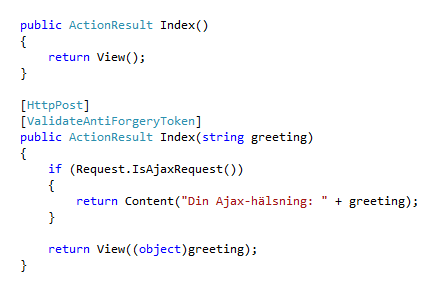 public ActionResult Index()
{
    return View();
}

[HttpPost]
[ValidateAntiForgeryToken]
public ActionResult Index(string greeting)
{
    if (Request.IsAjaxRequest())
    {
        return Content("Din Ajax-hälsning: " + greeting);
    }

    return View((object)greeting);
}